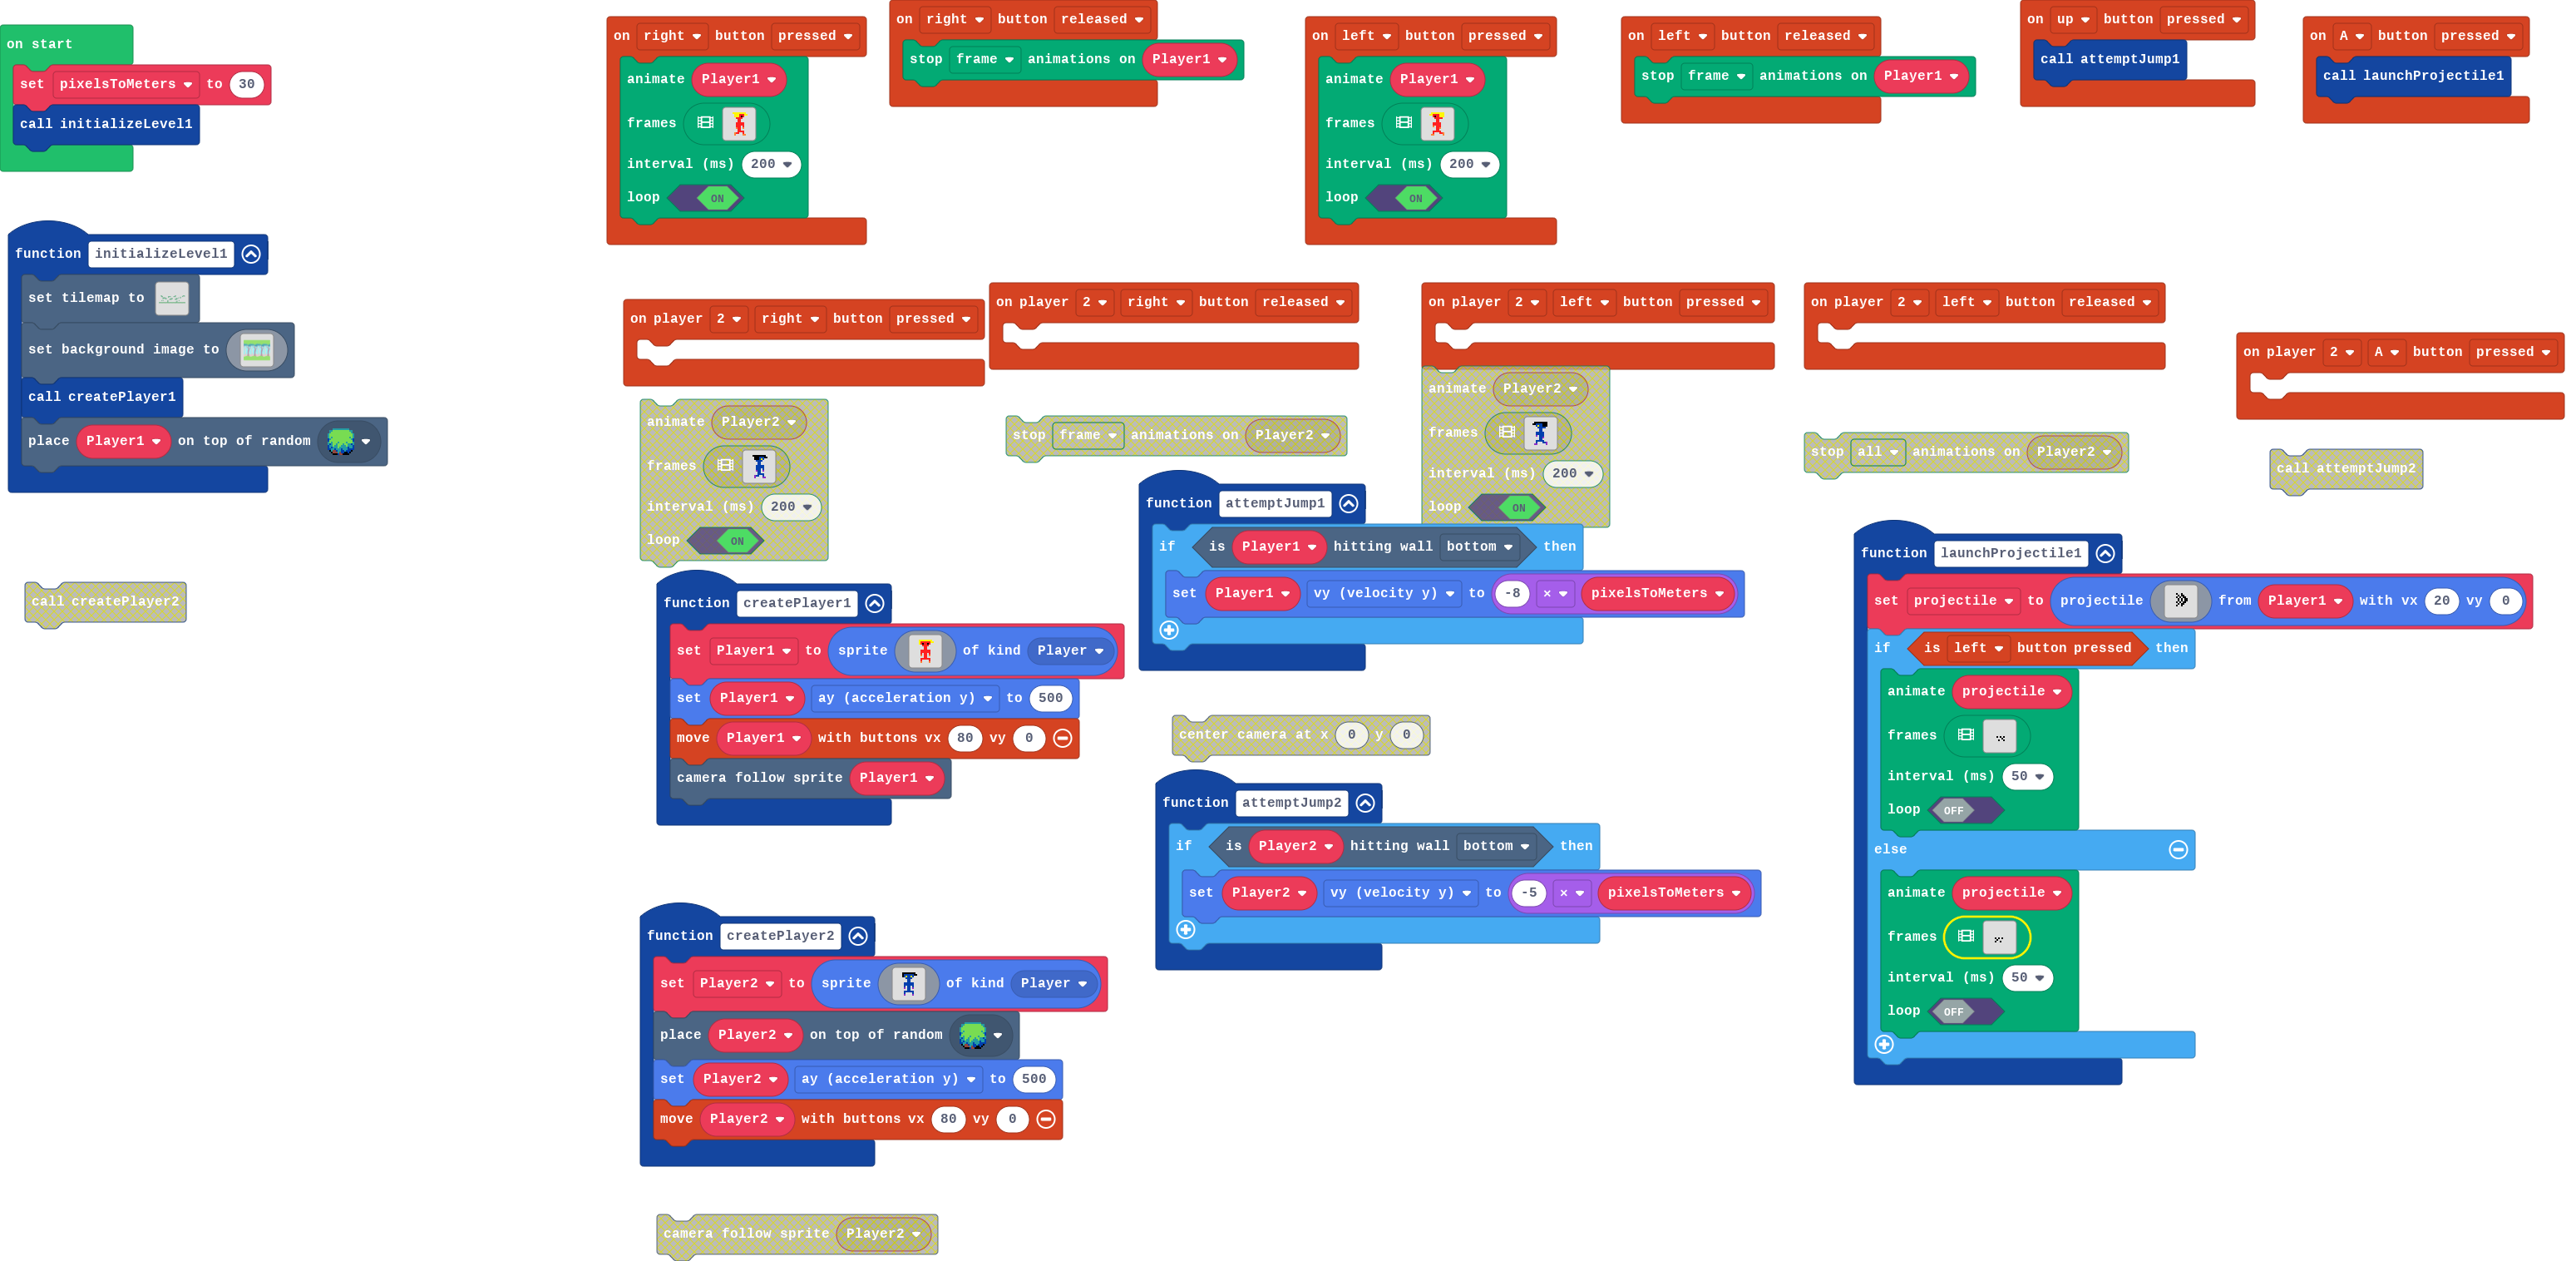 on start
set pixelsToMeters to 30
call initializeLevel1
function initializeLevel1
set tilemap to
set background image to
call createPlayer1
place Player1 on top of random
call createPlayer2
on right button pressed
animate Player1
frames
interval (ms) 200
loop ON
on right button released
stop frame animations on Player1
on left button pressed
animate Player1
frames
interval (ms) 200
loop ON
on left button released
stop frame animations on Player1
on up button pressed
call attemptJump1
on A button pressed
call launchProjectile1
on player 2 right button pressed
animate Player2
frames
interval (ms) 200
loop ON
on player 2 right button released
stop frame animations on Player2
on player 2 left button pressed
animate Player2
frames
interval (ms) 200
loop ON
on player 2 left button released
stop all animations on Player2
on player 2 A button pressed
call attemptJump2
function attemptJump1
if is Player1 hitting wall bottom then
set Player1 vy (velocity y) to -8 × pixelsToMeters
function createPlayer1
set Player1 to sprite of kind Player
set Player1 ay (acceleration y) to 500
move Player1 with buttons vx 80 vy 0
camera follow sprite Player1
center camera at x 0 y 0
function attemptJump2
if is Player2 hitting wall bottom then
set Player2 vy (velocity y) to -5 × pixelsToMeters
function createPlayer2
set Player2 to sprite of kind Player
place Player2 on top of random
set Player2 ay (acceleration y) to 500
move Player2 with buttons vx 80 vy 0
camera follow sprite Player2
function launchProjectile1
set projectile to projectile from Player1 with vx 20 vy 0
if is left button pressed then
animate projectile
frames
interval (ms) 50
loop OFF
else
animate projectile
frames
interval (ms) 50
loop OFF